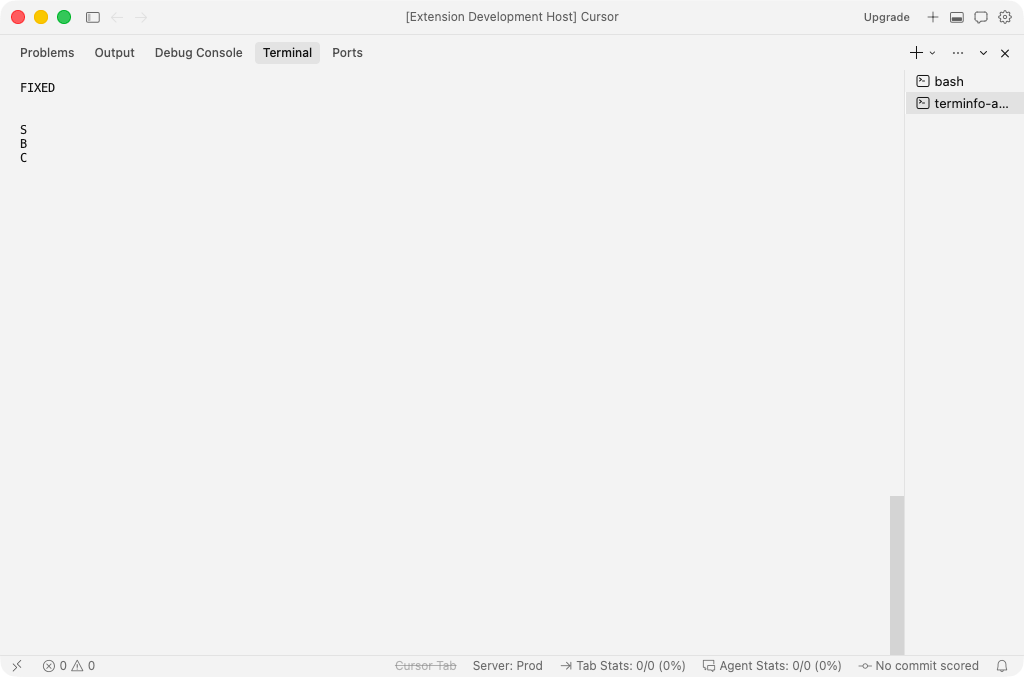 [Extension Development Host] Cursor
Upgrade
Problems Output Debug Console Terminal Ports
bash
terminfo-a...
FIXED
S
B
C
0 0 Cursor Tab Server: Prod Tab Stats: 0/0 (0%) Agent Stats: 0/0 (0%) No commit scored